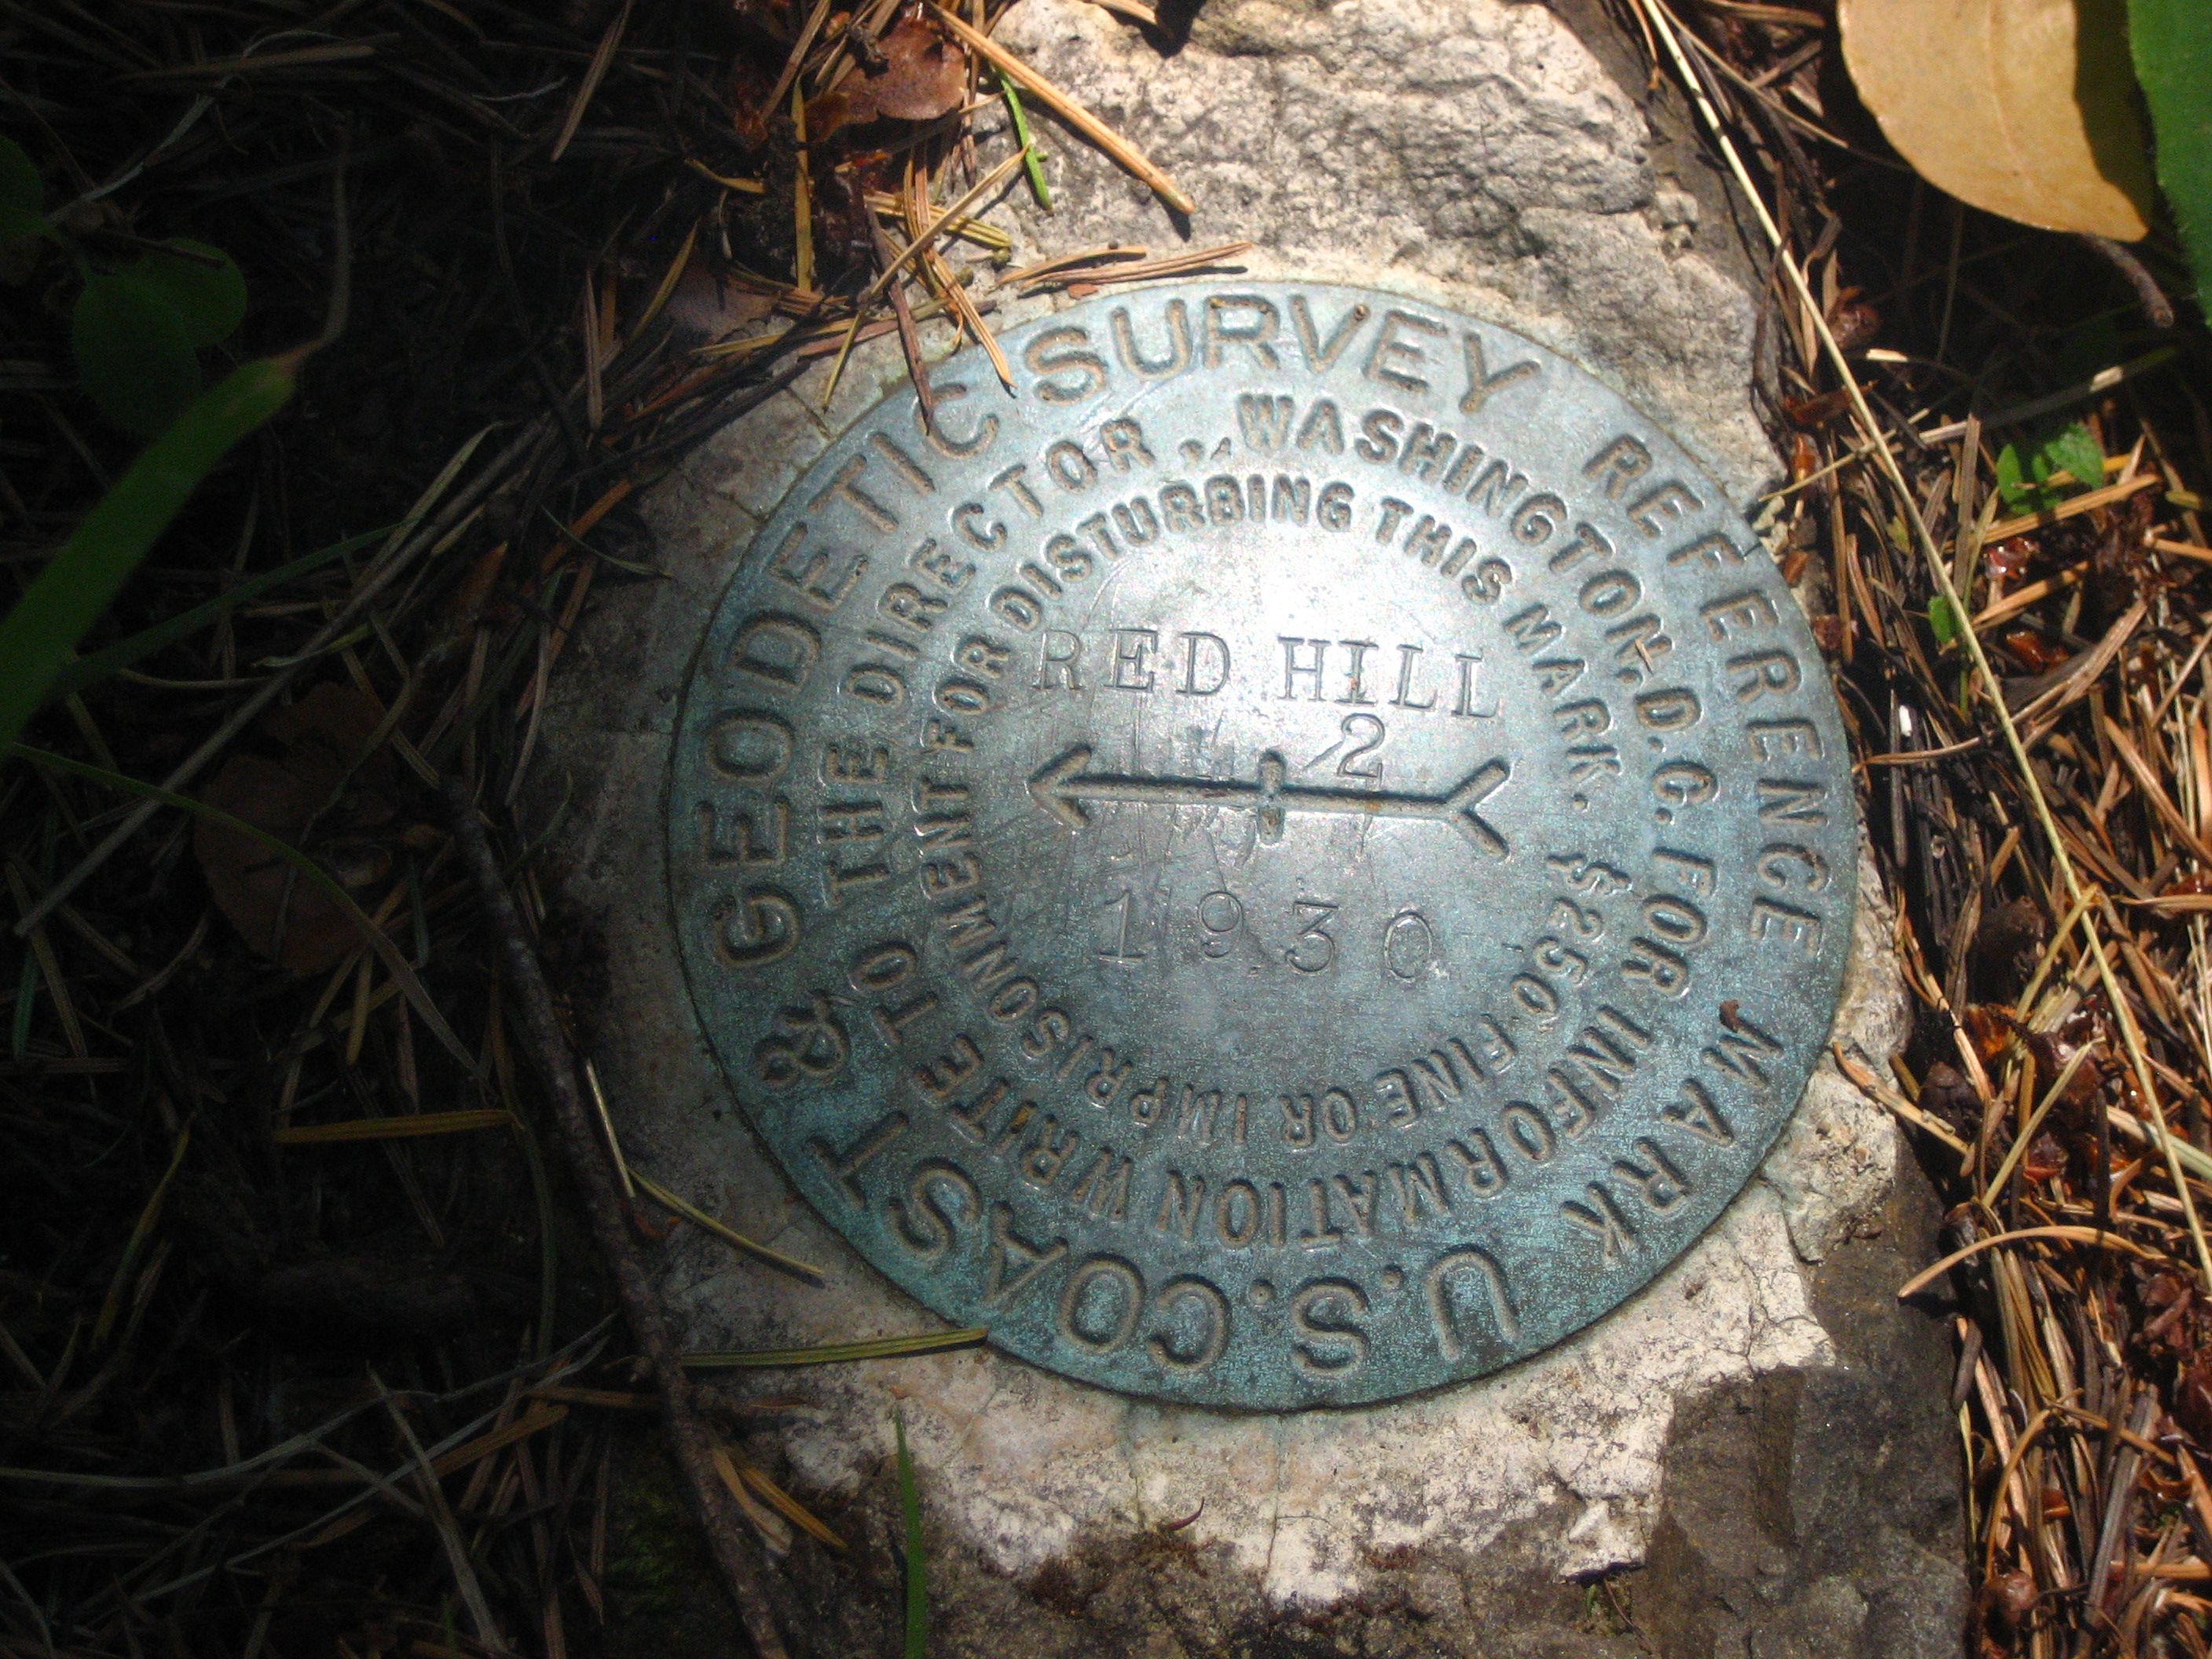 U.S. COAST & GEODETIC SURVEY REFERENCE MARK
FOR INFORMATION WRITE TO THE DIRECTOR, WASHINGTON, D.C.
$250 FINE OR IMPRISONMENT FOR DISTURBING THIS MARK.
RED HILL
2
1930